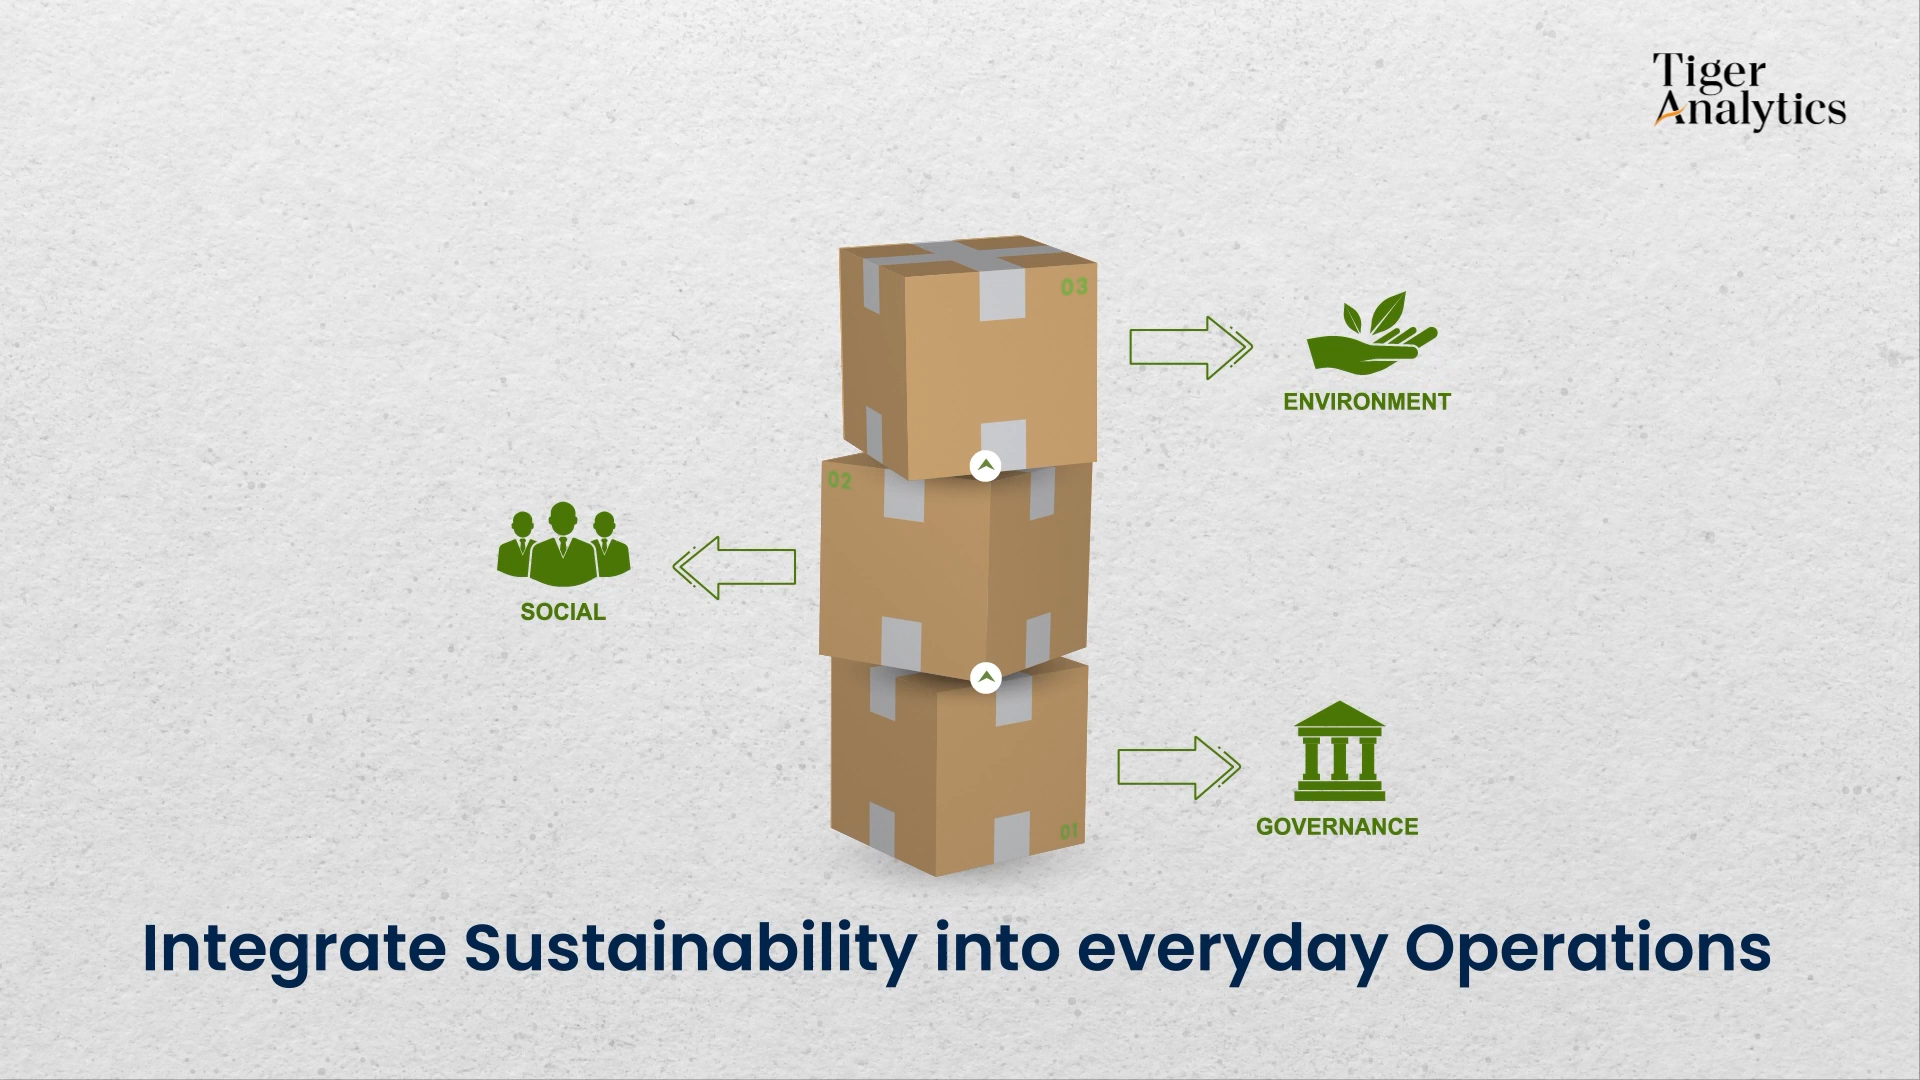 Tiger
Analytics
03
ENVIRONMENT
02
SOCIAL
01
GOVERNANCE
Integrate Sustainability into everyday Operations